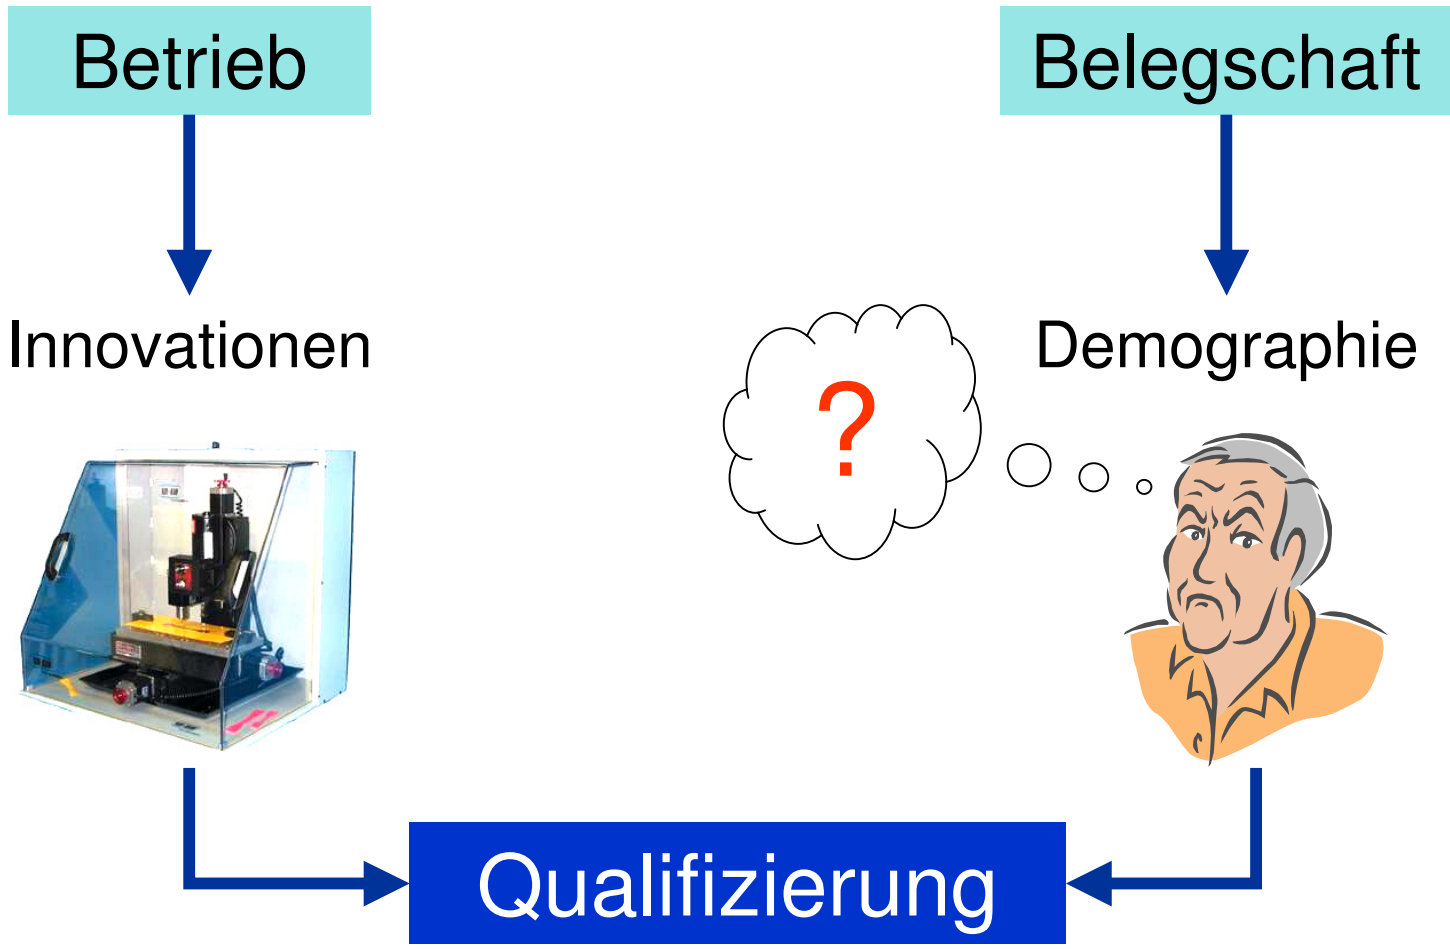 Betrieb
Belegschaft
Innovationen
Demographie
?
Qualifizierung